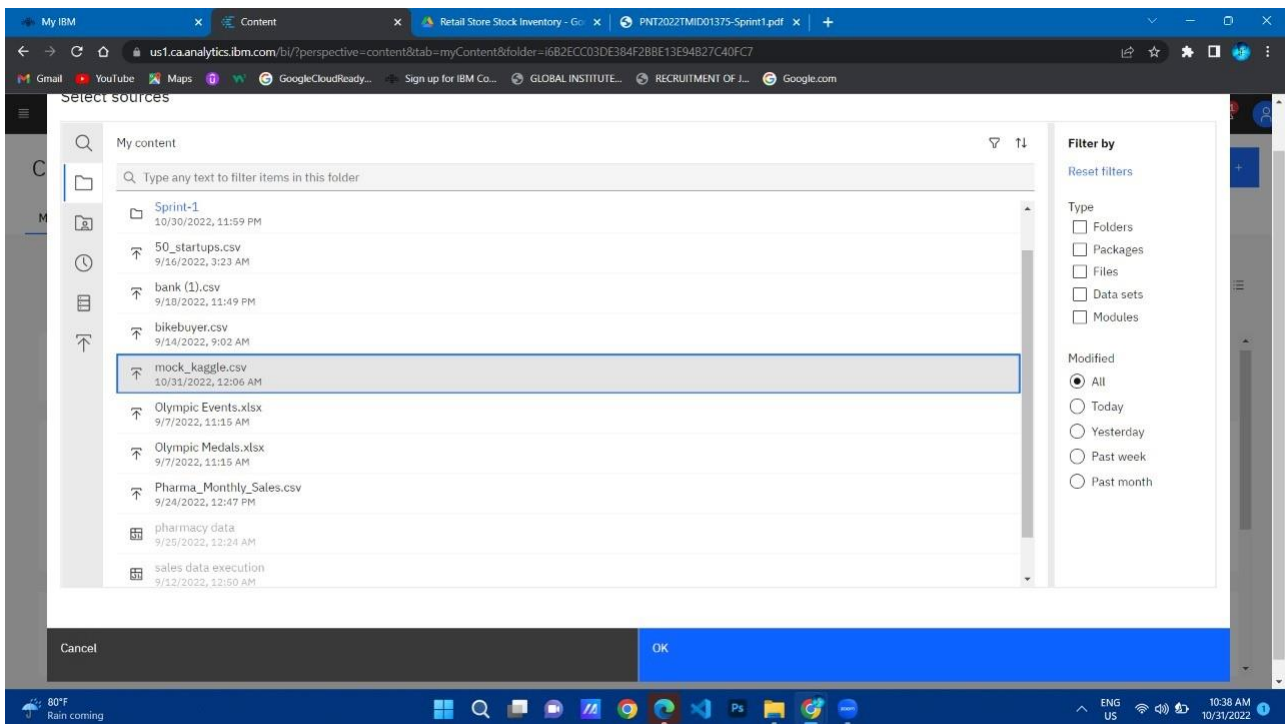 My IBM
Content
Retail Store Stock Inventory - Go
PNT2022TMID01375-Sprint1.pdf
us1.ca.analytics.ibm.com/bi/?perspective=content&tab=myContent&folder=i6B2ECC03DE384F2BBE13E94B27C40FC7
Gmail YouTube Maps GoogleCloudReady... Sign up for IBM Co... GLOBAL INSTITUTE... RECRUITMENT OF J... Google.com
Select sources
My content
Type any text to filter items in this folder
Sprint-1
10/30/2022, 11:59 PM
50_startups.csv
9/16/2022, 3:23 AM
bank (1).csv
9/18/2022, 11:49 PM
bikebuyer.csv
9/14/2022, 9:02 AM
mock_kaggle.csv
10/31/2022, 12:06 AM
Olympic Events.xlsx
9/7/2022, 11:15 AM
Olympic Medals.xlsx
9/7/2022, 11:15 AM
Pharma_Monthly_Sales.csv
9/24/2022, 12:47 PM
pharmacy data
9/25/2022, 12:24 AM
sales data execution
9/12/2022, 12:50 AM
Filter by
Reset filters
Type
Folders
Packages
Files
Data sets
Modules
Modified
All
Today
Yesterday
Past week
Past month
Cancel
OK
80°F
Rain coming
Ps
ENG
US
10:38 AM
10/31/2022
1